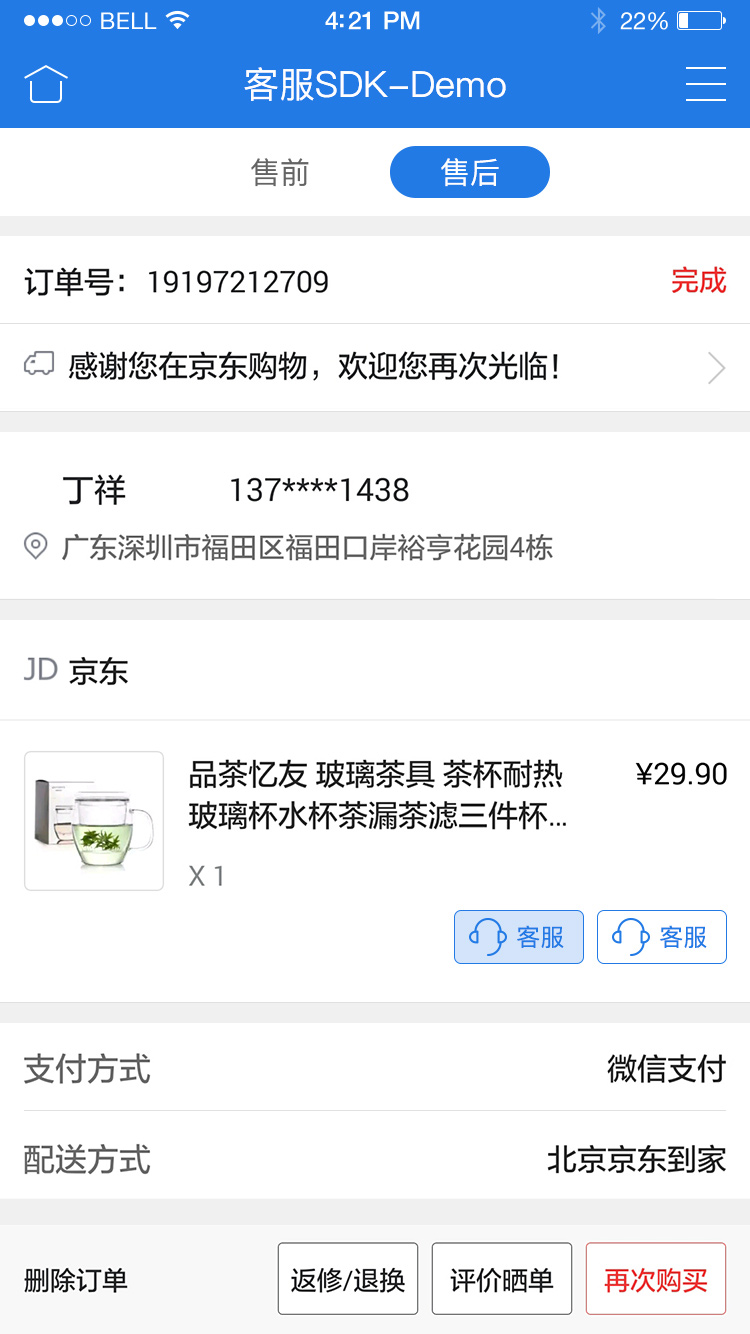 BELL 4:21 PM 22%
客服SDK-Demo
售前 售后
订单号：19197212709 完成
感谢您在京东购物，欢迎您再次光临！
丁祥 137****1438
广东深圳市福田区福田口岸裕亨花园4栋
JD 京东
品茶忆友 玻璃茶具 茶杯耐热 ¥29.90
玻璃杯水杯茶漏茶滤三件杯...
X 1
客服 客服
支付方式 微信支付
配送方式 北京京东到家
删除订单 返修/退换 评价晒单 再次购买